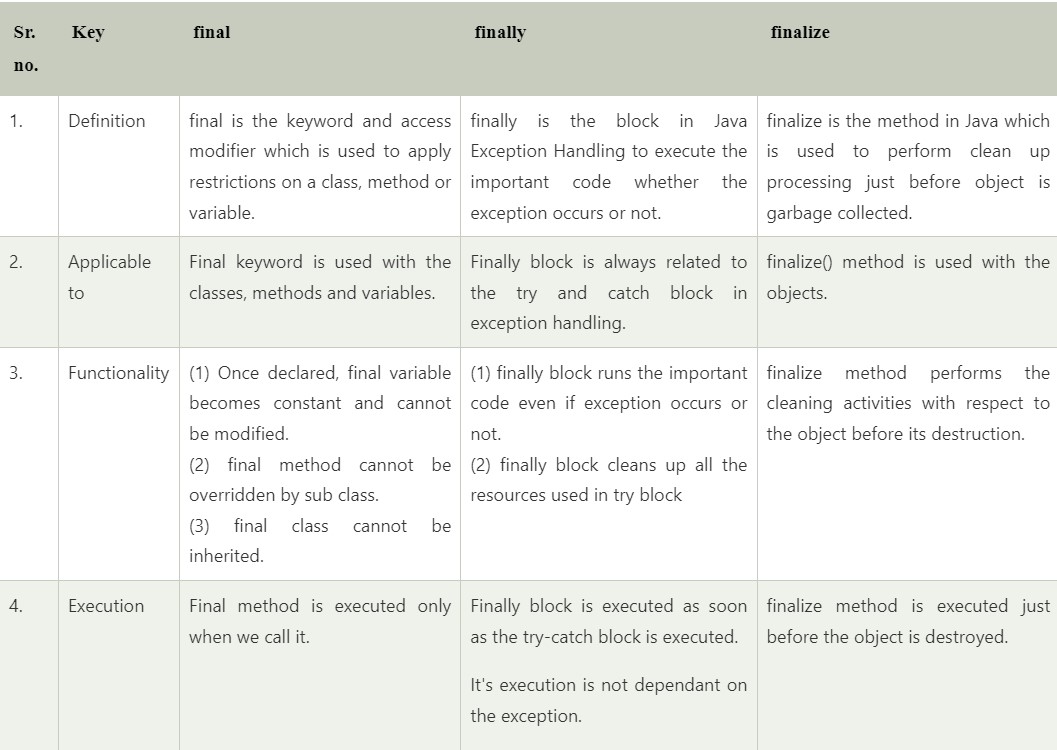 Sr. no.
Key
final
finally
finalize
1.
Definition
final is the keyword and access
modifier which is used to apply
restrictions on a class, method or
variable.
finally is the block in Java
Exception Handling to execute the
important code whether the
exception occurs or not.
finalize is the method in Java which
is used to perform clean up
processing just before object is
garbage collected.
2.
Applicable
to
Final keyword is used with the
classes, methods and variables.
Finally block is always related to
the try and catch block in
exception handling.
finalize() method is used with the
objects.
3.
Functionality
(1) Once declared, final variable
becomes constant and cannot
be modified.
(2) final method cannot be
overridden by sub class.
(3) final class cannot be
inherited.
(1) finally block runs the important
code even if exception occurs or
not.
(2) finally block cleans up all the
resources used in try block
finalize method performs the
cleaning activities with respect to
the object before its destruction.
4.
Execution
Final method is executed only
when we call it.
Finally block is executed as soon
as the try-catch block is executed.
It's execution is not dependant on
the exception.
finalize method is executed just
before the object is destroyed.